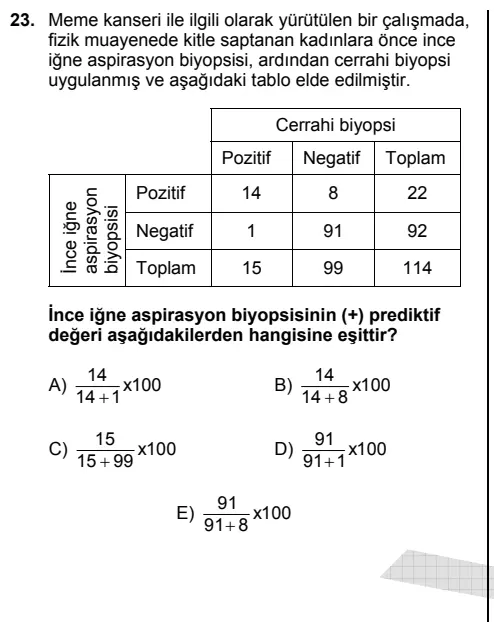 23. Meme kanseri ile ilgili olarak yürütülen bir çalışmada,
fizik muayenede kitle saptanan kadınlara önce ince
iğne aspirasyon biyopsisi, ardından cerrahi biyopsi
uygulanmış ve aşağıdaki tablo elde edilmiştir.
Cerrahi biyopsi
Pozitif Negatif Toplam
İnce iğne
aspirasyon
biyopsisi
Pozitif 14 8 22
Negatif 1 91 92
Toplam 15 99 114
İnce iğne aspirasyon biyopsisinin (+) prediktif
değeri aşağıdakilerden hangisine eşittir?
A) 14/14+1 x100 B) 14/14+8 x100
C) 15/15+99 x100 D) 91/91+1 x100
E) 91/91+8 x100